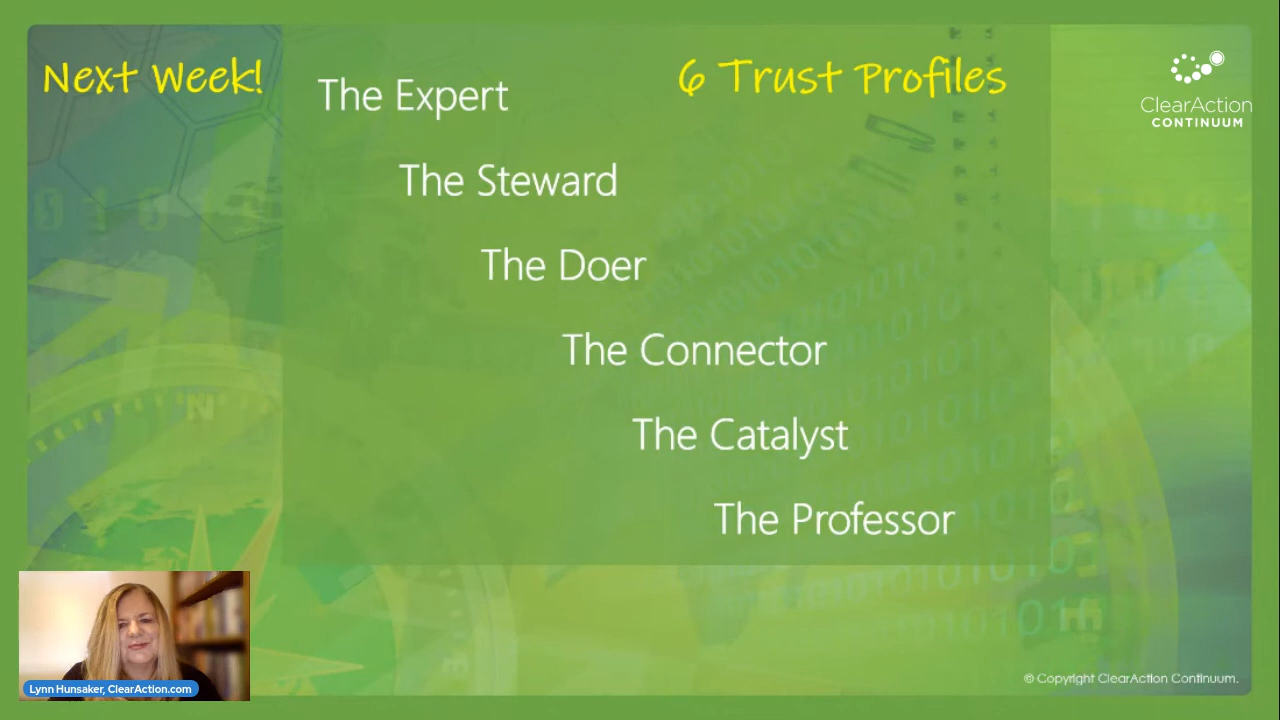 Next Week!
6 Trust Profiles
The Expert
The Steward
The Doer
The Connector
The Catalyst
The Professor
ClearAction
CONTINUUM
N
E
Lynn Hunsaker, ClearAction.com
© Copyright ClearAction Continuum.